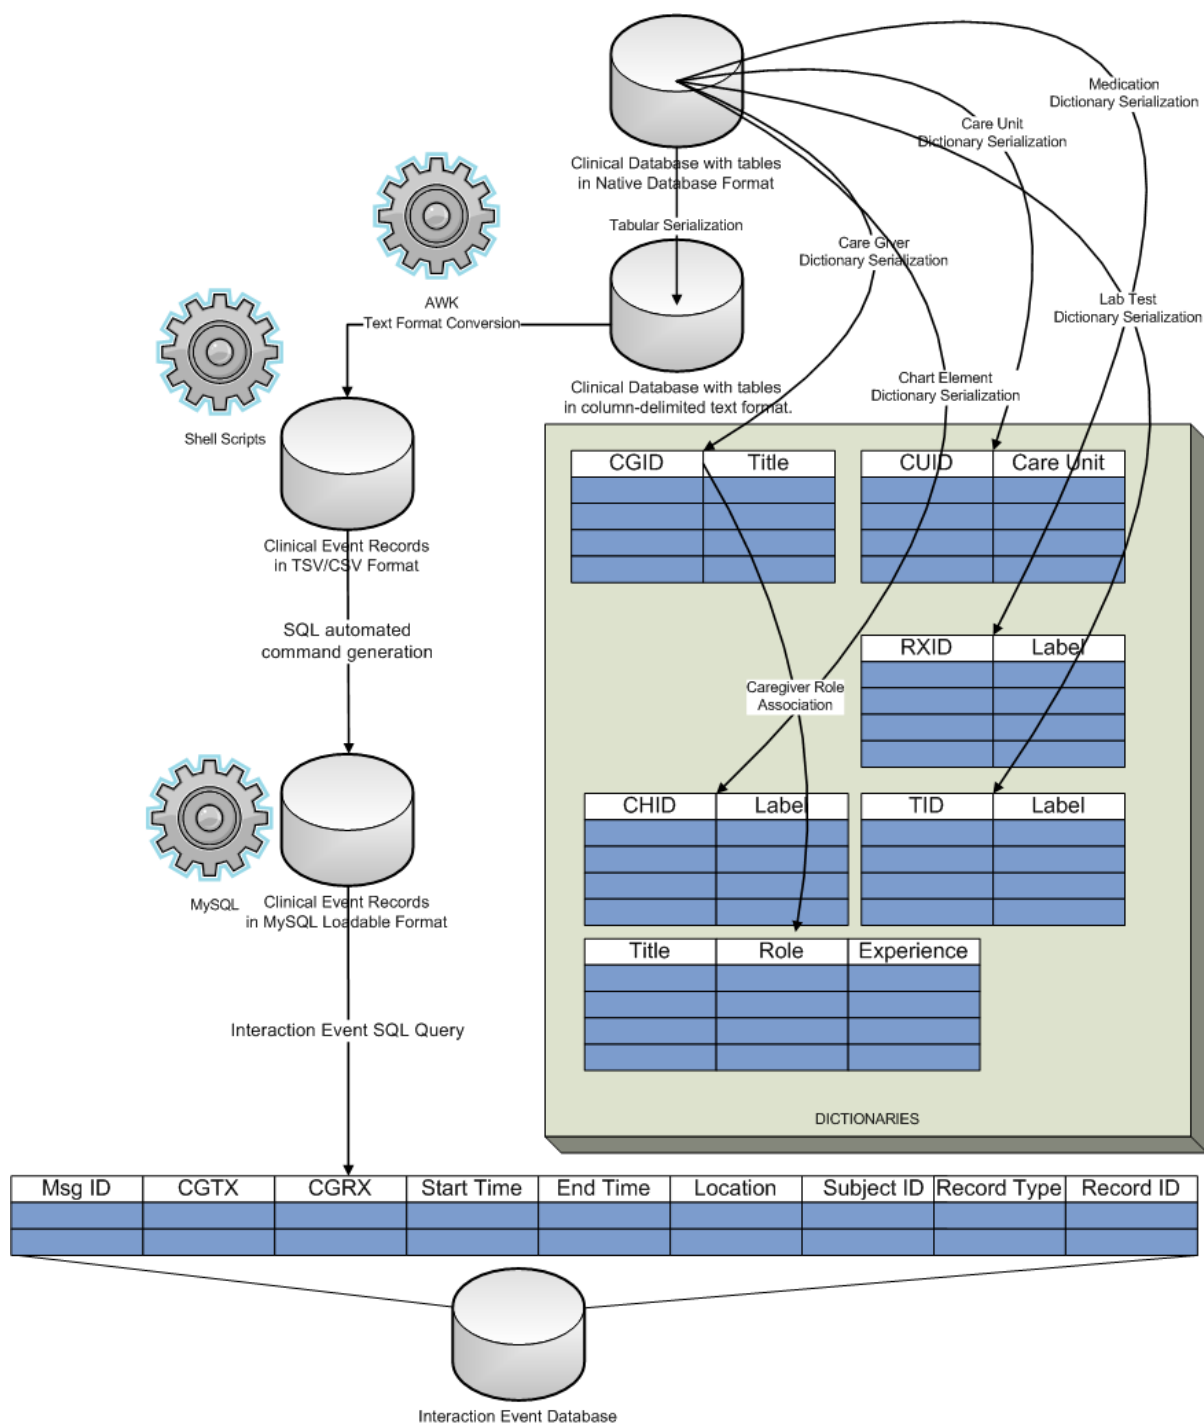 Medication
Dictionary Serialization
Care Unit
Dictionary Serialization
Clinical Database with tables
in Native Database Format
Tabular Serialization
Care Giver
Dictionary Serialization
AWK
Text Format Conversion
Lab Test
Dictionary Serialization
Clinical Database with tables
in column-delimited text format.
Chart Element
Dictionary Serialization
Shell Scripts
CGID Title
CUID Care Unit
Clinical Event Records
in TSV/CSV Format
SQL automated
command generation
RXID Label
Caregiver Role
Association
CHID Label
TID Label
MySQL
Clinical Event Records
in MySQL Loadable Format
Title Role Experience
Interaction Event SQL Query
DICTIONARIES
Msg ID CGTX CGRX Start Time End Time Location Subject ID Record Type Record ID
Interaction Event Database